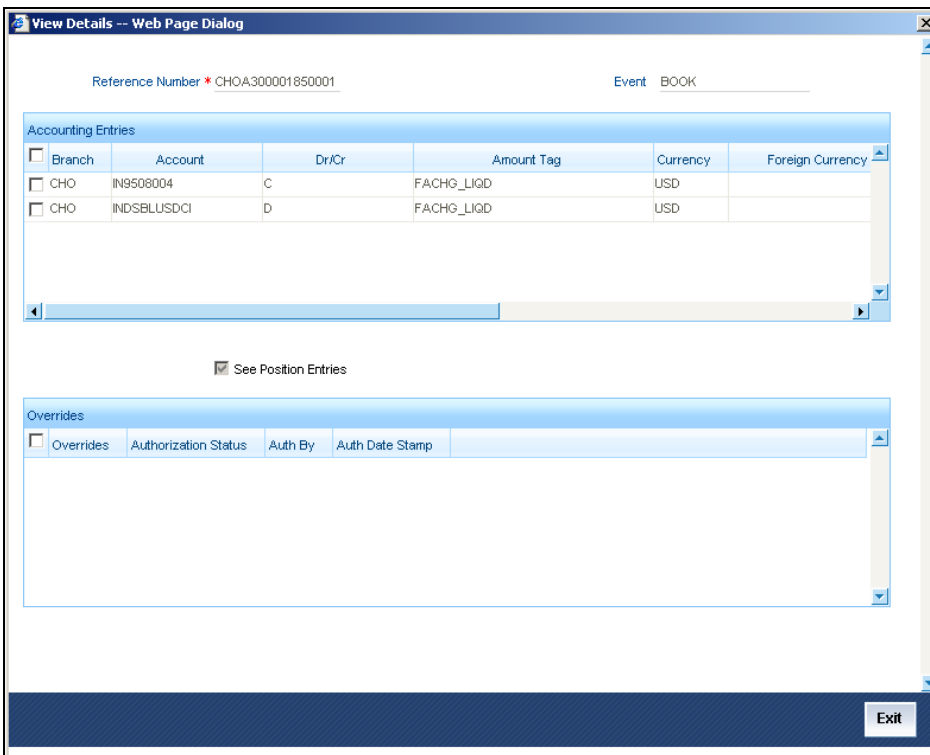 View Details -- Web Page Dialog
Reference Number * CHOA300001850001 Event BOOK
Accounting Entries
Branch Account Dr/Cr Amount Tag Currency Foreign Currency
CHO IN9508004 C FACHG_LIQD USD
CHO INDSBLUSDCI D FACHG_LIQD USD
See Position Entries
Overrides
Overrides Authorization Status Auth By Auth Date Stamp
Exit